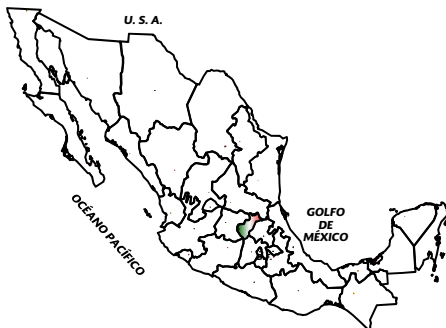 U. S. A.
OCÉANO PACÍFICO
GOLFO
DE
MÉXICO